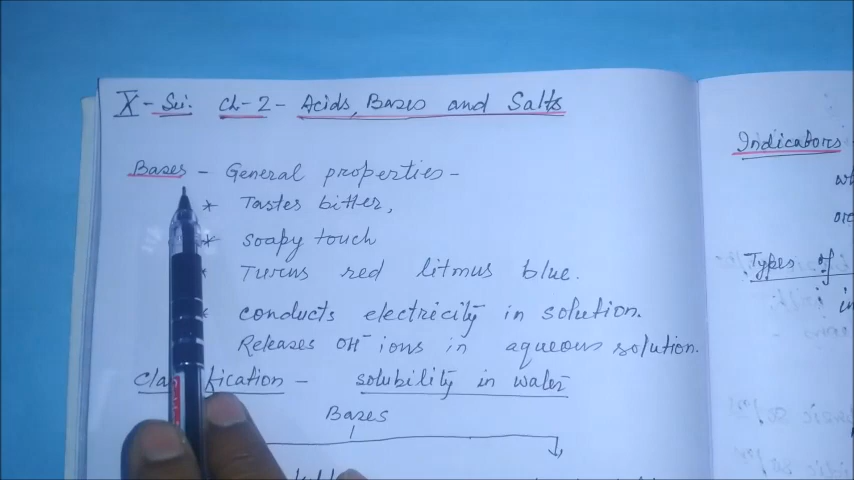 X - Sci. Ch-2 - Acids, Bases and Salts
Bases - General properties -
* Tastes bitter,
* Soapy touch
* Turns red litmus blue.
* conducts electricity in solution.
Releases OH⁻ ions in aqueous solution.
solubility in water
Bases
Indicators
Types of